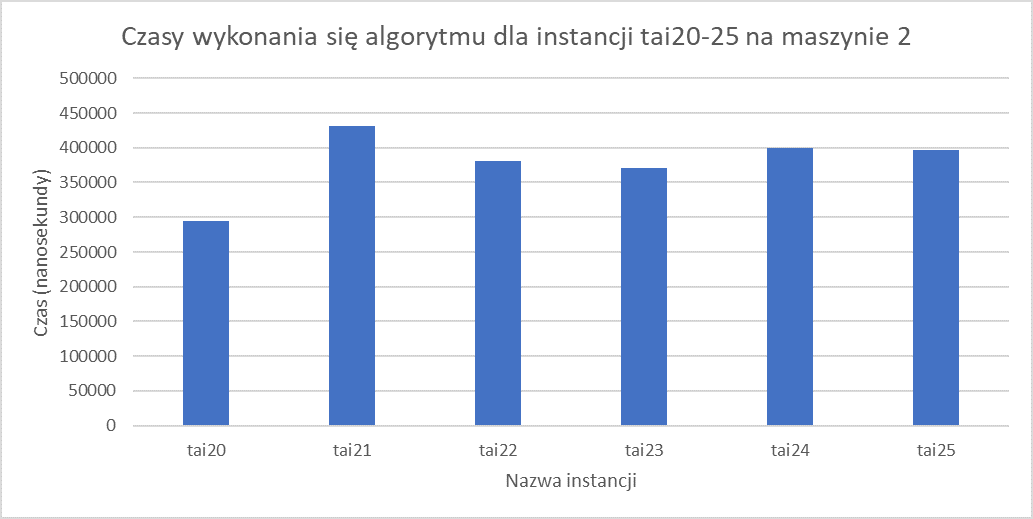 Czasy wykonania się algorytmu dla instancji tai20-25 na maszynie 2
Czas (nanosekundy)
500000
450000
400000
350000
300000
250000
200000
150000
100000
50000
0
tai20 tai21 tai22 tai23 tai24 tai25
Nazwa instancji